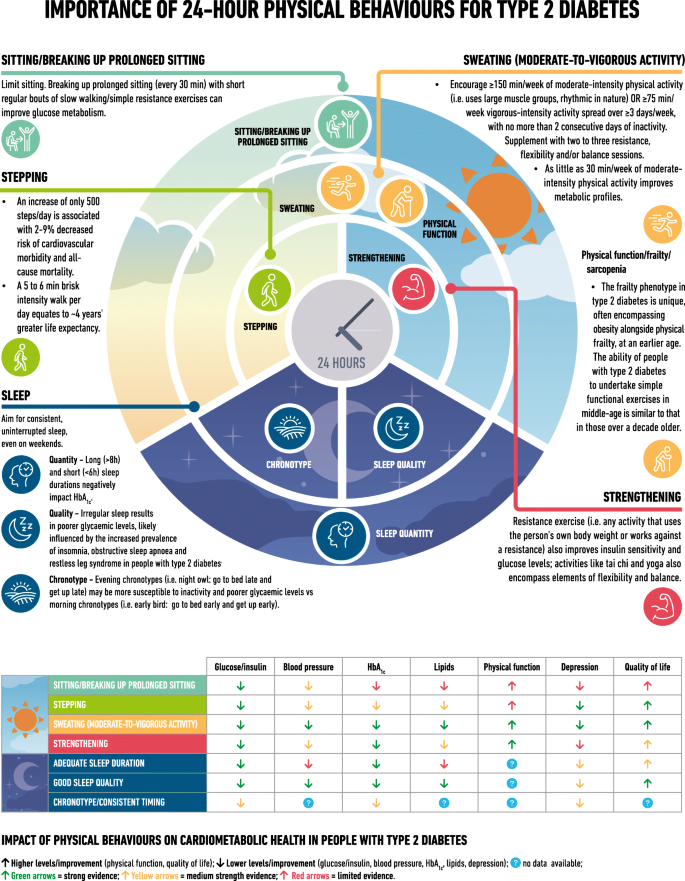 IMPORTANCE OF 24-HOUR PHYSICAL BEHAVIOURS FOR TYPE 2 DIABETES
SITTING/BREAKING UP PROLONGED SITTING
Limit sitting. Breaking up prolonged sitting (every 30 min) with short
regular bouts of slow walking/simple resistance exercises can
improve glucose metabolism.
STEPPING
• An increase of only 500
steps/day is associated
with 2-9% decreased
risk of cardiovascular
morbidity and all-
cause mortality.
• A 5 to 6 min brisk
intensity walk per
day equates to ~4 years'
greater life expectancy.
SLEEP
Aim for consistent,
uninterrupted sleep,
even on weekends.
Quantity – Long (>8h)
and short (<6h) sleep
durations negatively
impact HbA1c.
Quality – Irregular sleep results
in poorer glycaemic levels, likely
influenced by the increased prevalence
of insomnia, obstructive sleep apnoea and
restless leg syndrome in people with type 2 diabetes
Chronotype – Evening chronotypes (i.e. night owl: go to bed late and
get up late) may be more susceptible to inactivity and poorer glycaemic levels vs
morning chronotypes (i.e. early bird: go to bed early and get up early).
SITTING/BREAKING UP
PROLONGED SITTING
SWEATING
PHYSICAL
FUNCTION
STRENGTHENING
STEPPING
24 HOURS
CHRONOTYPE
SLEEP QUALITY
SLEEP QUANTITY
SWEATING (MODERATE-TO-VIGOROUS ACTIVITY)
• Encourage ≥150 min/week of moderate-intensity physical activity
(i.e. uses large muscle groups, rhythmic in nature) OR ≥75 min/
week vigorous-intensity activity spread over ≥3 days/week,
with no more than 2 consecutive days of inactivity.
Supplement with two to three resistance,
flexibility and/or balance sessions.
• As little as 30 min/week of moderate-
intensity physical activity improves
metabolic profiles.
Physical function/frailty/
sarcopenia
• The frailty phenotype in
type 2 diabetes is unique,
often encompassing
obesity alongside physical
frailty, at an earlier age.
The ability of people
with type 2 diabetes
to undertake simple
functional exercises in
middle-age is similar to that
in those over a decade older.
STRENGTHENING
Resistance exercise (i.e. any activity that uses
the person's own body weight or works against
a resistance) also improves insulin sensitivity and
glucose levels; activities like tai chi and yoga also
encompass elements of flexibility and balance.
Glucose/insulin Blood pressure HbA1c Lipids Physical function Depression Quality of life
SITTING/BREAKING UP PROLONGED SITTING ↓ ↓ ↓ ↓ ↑ ↓ ↑
STEPPING ↓ ↓ ↓ ↓ ↑ ↓ ↑
SWEATING (MODERATE-TO-VIGOROUS ACTIVITY) ↓ ↓ ↓ ↓ ↑ ↓ ↑
STRENGTHENING ↓ ↓ ↓ ↓ ↑ ↓ ↑
ADEQUATE SLEEP DURATION ↓ ↓ ↓ ↓ ? ↓ ↑
GOOD SLEEP QUALITY ↓ ↓ ↓ ↓ ? ↓ ↑
CHRONOTYPE/CONSISTENT TIMING ↓ ? ↓ ? ? ↓ ?
IMPACT OF PHYSICAL BEHAVIOURS ON CARDIOMETABOLIC HEALTH IN PEOPLE WITH TYPE 2 DIABETES
↑ Higher levels/improvement (physical function, quality of life); ↓ Lower levels/improvement (glucose/insulin, blood pressure, HbA1c, lipids, depression); ? no data available;
↑ Green arrows = strong evidence; ↑ Yellow arrows = medium strength evidence; ↑ Red arrows = limited evidence.